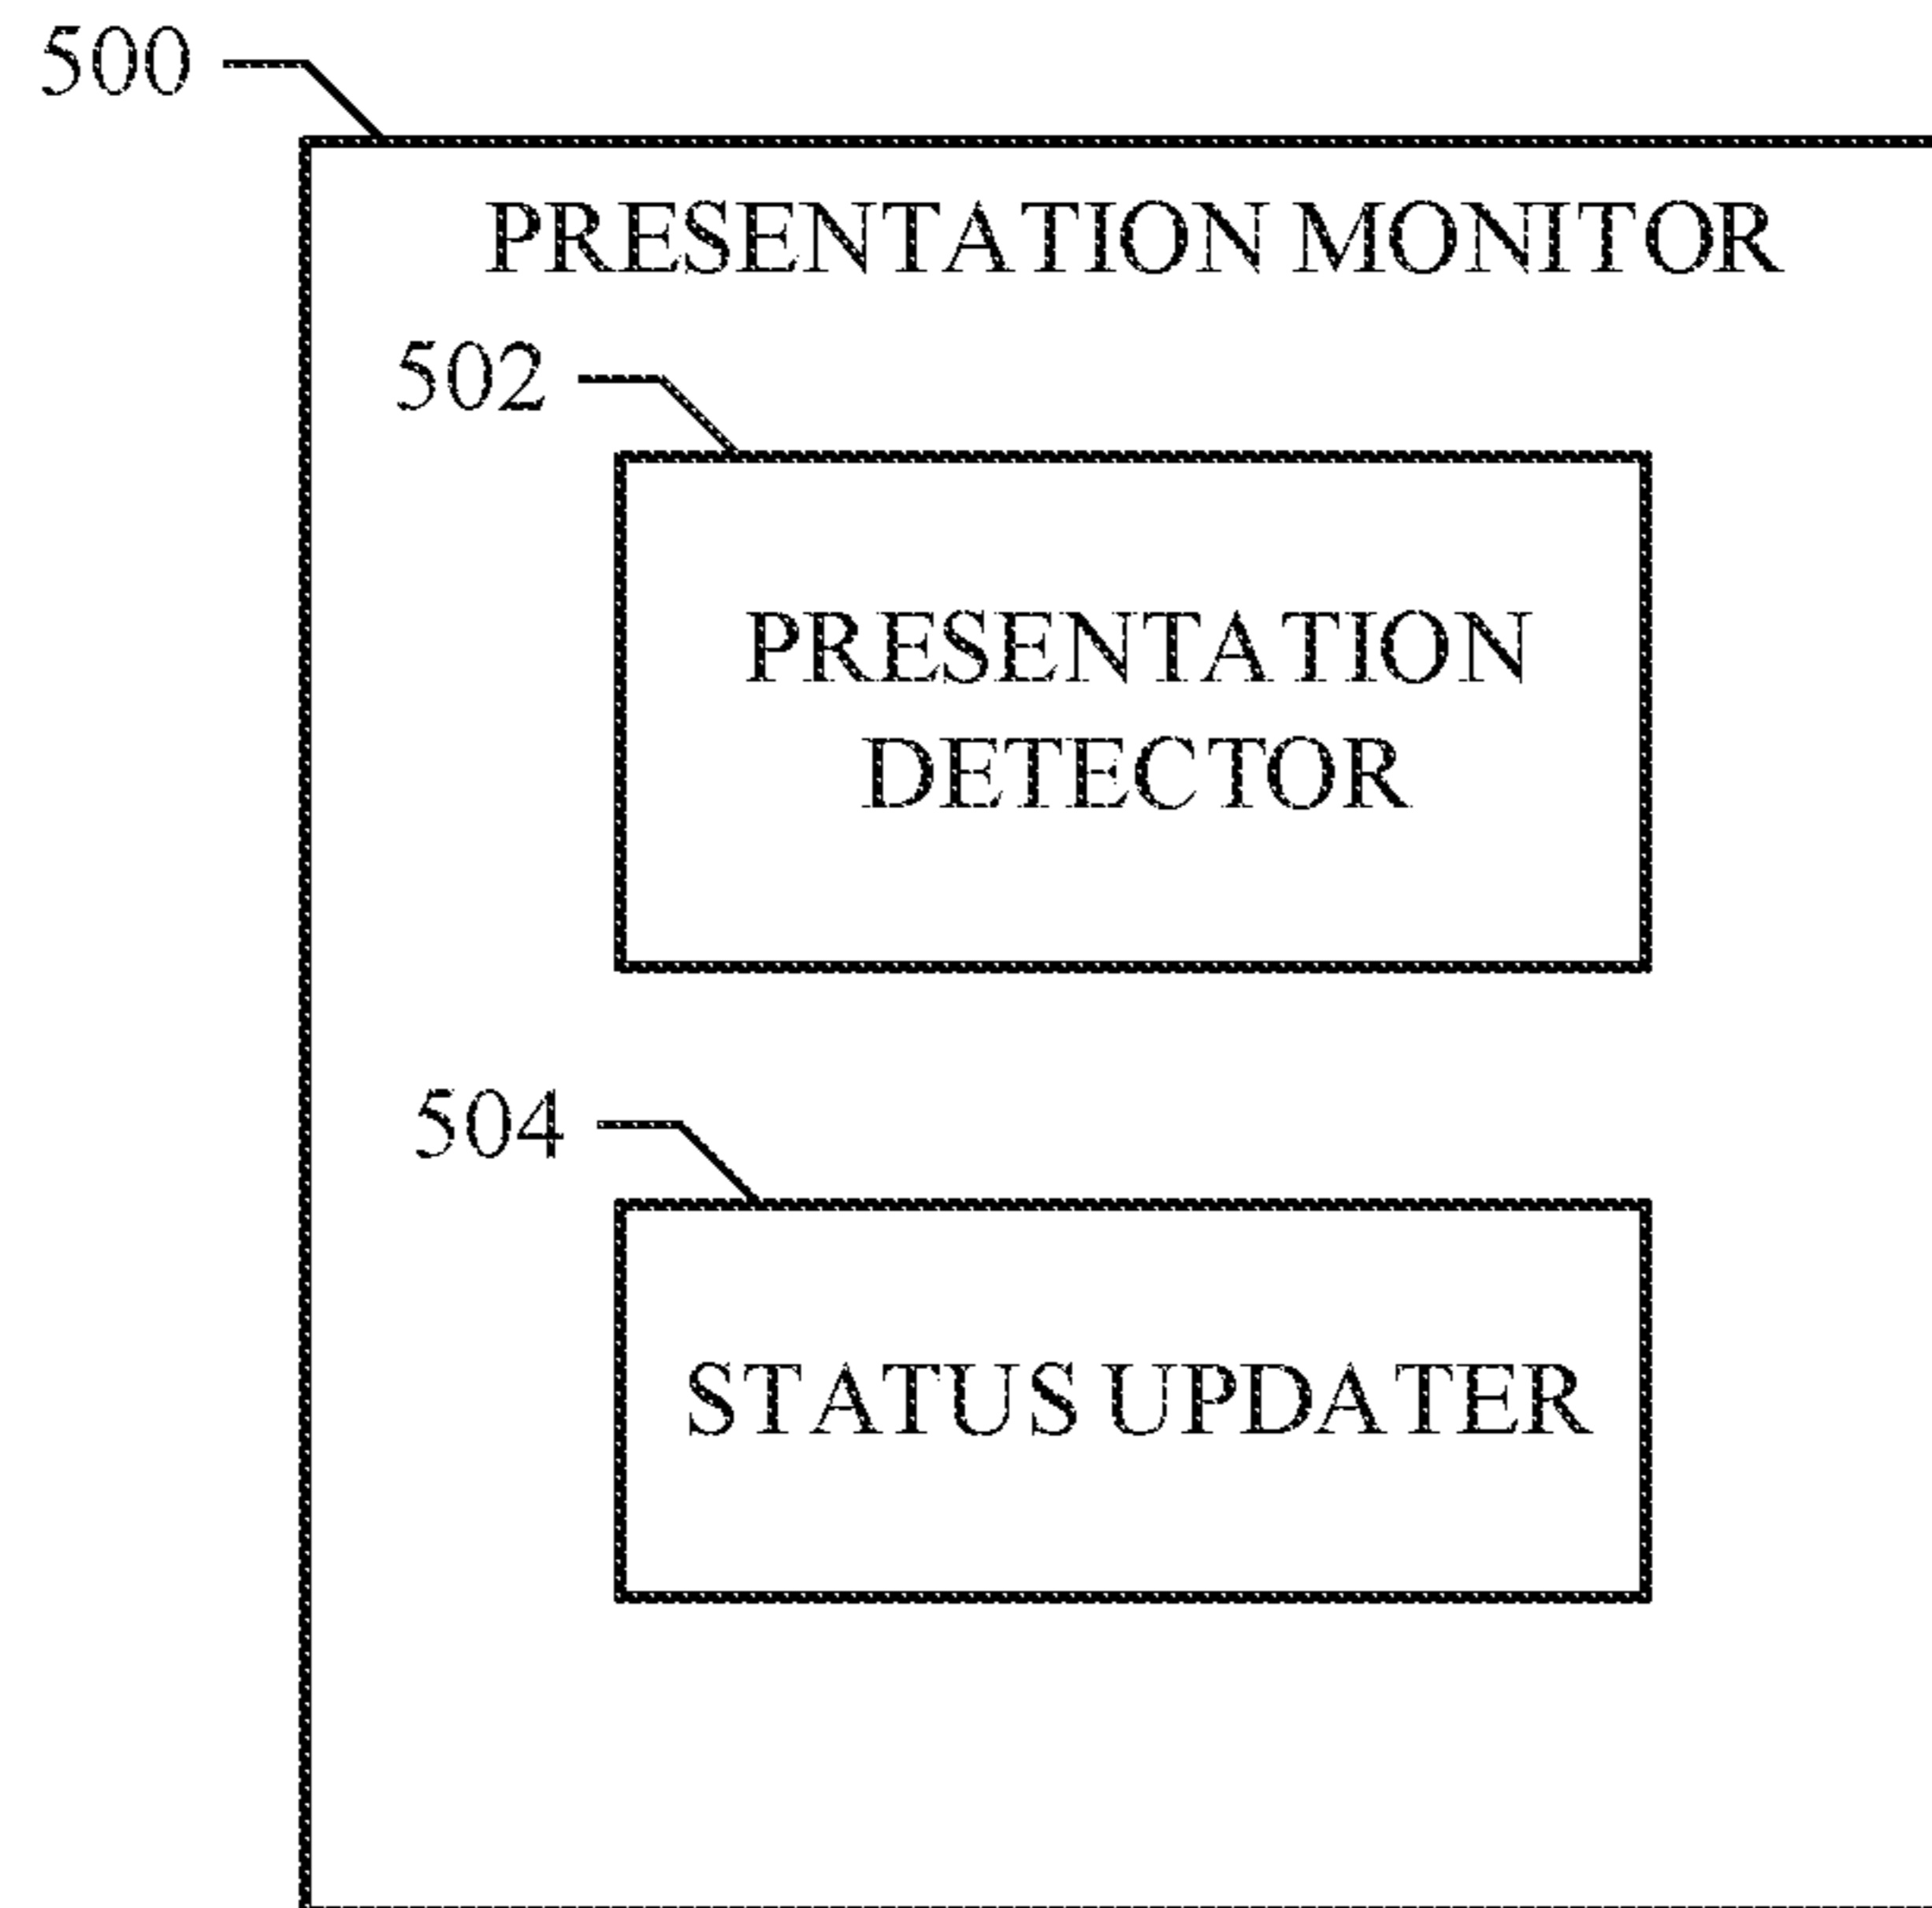 500
PRESENTATION MONITOR
502
PRESENTATION
DETECTOR
504
STATUS UPDATER